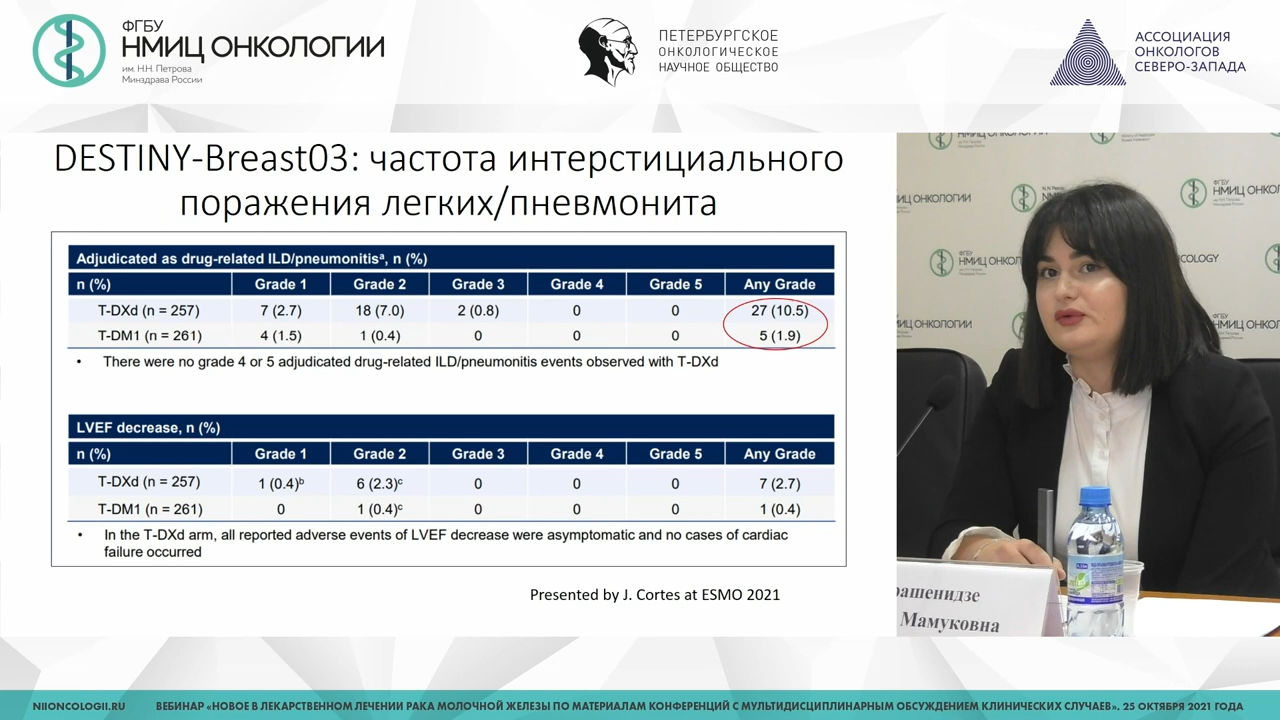 ФГБУ
НМИЦ ОНКОЛОГИИ
им. Н.Н. Петрова
Минздрава России
ПЕТЕРБУРГСКОЕ
ОНКОЛОГИЧЕСКОЕ
НАУЧНОЕ ОБЩЕСТВО
АССОЦИАЦИЯ
ОНКОЛОГОВ
СЕВЕРО-ЗАПАДА
DESTINY-Breast03: частота интерстициального
поражения легких/пневмонита
Adjudicated as drug-related ILD/pneumonitisᵃ, n (%)
n (%) Grade 1 Grade 2 Grade 3 Grade 4 Grade 5 Any Grade
T-DXd (n = 257) 7 (2.7) 18 (7.0) 2 (0.8) 0 0 27 (10.5)
T-DM1 (n = 261) 4 (1.5) 1 (0.4) 0 0 0 5 (1.9)
• There were no grade 4 or 5 adjudicated drug-related ILD/pneumonitis events observed with T-DXd
LVEF decrease, n (%)
n (%) Grade 1 Grade 2 Grade 3 Grade 4 Grade 5 Any Grade
T-DXd (n = 257) 1 (0.4)ᵇ 6 (2.3)ᶜ 0 0 0 7 (2.7)
T-DM1 (n = 261) 0 1 (0.4)ᶜ 0 0 0 1 (0.4)
• In the T-DXd arm, all reported adverse events of LVEF decrease were asymptomatic and no cases of cardiac
failure occurred
Presented by J. Cortes at ESMO 2021
ФГБУ
НМИЦ ОНКОЛОГИИ
НМИЦ ОНКО
рашенидзе
Мамуковна
NIIONCOLOGII.RU
ВЕБИНАР «НОВОЕ В ЛЕКАРСТВЕННОМ ЛЕЧЕНИИ РАКА МОЛОЧНОЙ ЖЕЛЕЗЫ ПО МАТЕРИАЛАМ КОНФЕРЕНЦИЙ С МУЛЬТИДИСЦИПЛИНАРНЫМ ОБСУЖДЕНИЕМ КЛИНИЧЕСКИХ СЛУЧАЕВ». 25 ОКТЯБРЯ 2021 ГОДА